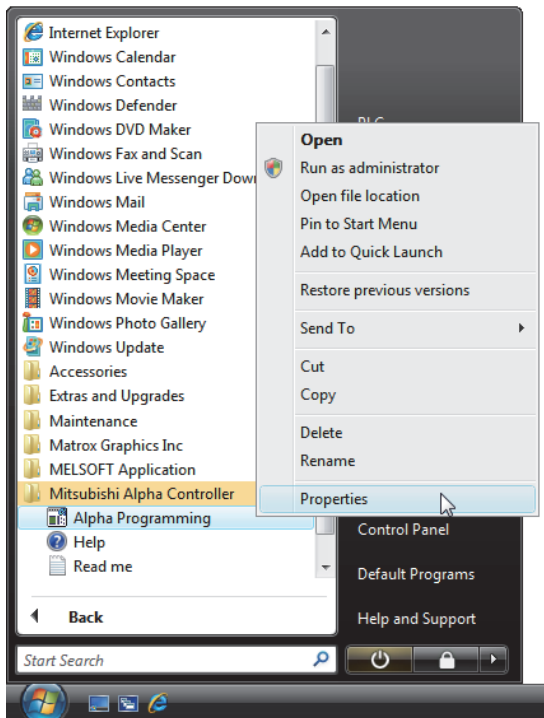 Internet Explorer
Windows Calendar
Windows Contacts
Windows Defender
Windows DVD Maker
Windows Fax and Scan
Windows Live Messenger
Windows Mail
Windows Media Center
Windows Media Player
Windows Meeting Space
Windows Movie Maker
Windows Photo Gallery
Windows Update
Accessories
Extras and Upgrades
Maintenance
Matrox Graphics Inc
MELSOFT Application
Mitsubishi Alpha Controller
Alpha Programming
Help
Read me
Back
Start Search
Open
Run as administrator
Open file location
Pin to Start Menu
Add to Quick Launch
Restore previous versions
Send To
Cut
Copy
Delete
Rename
Properties
Control Panel
Default Programs
Help and Support